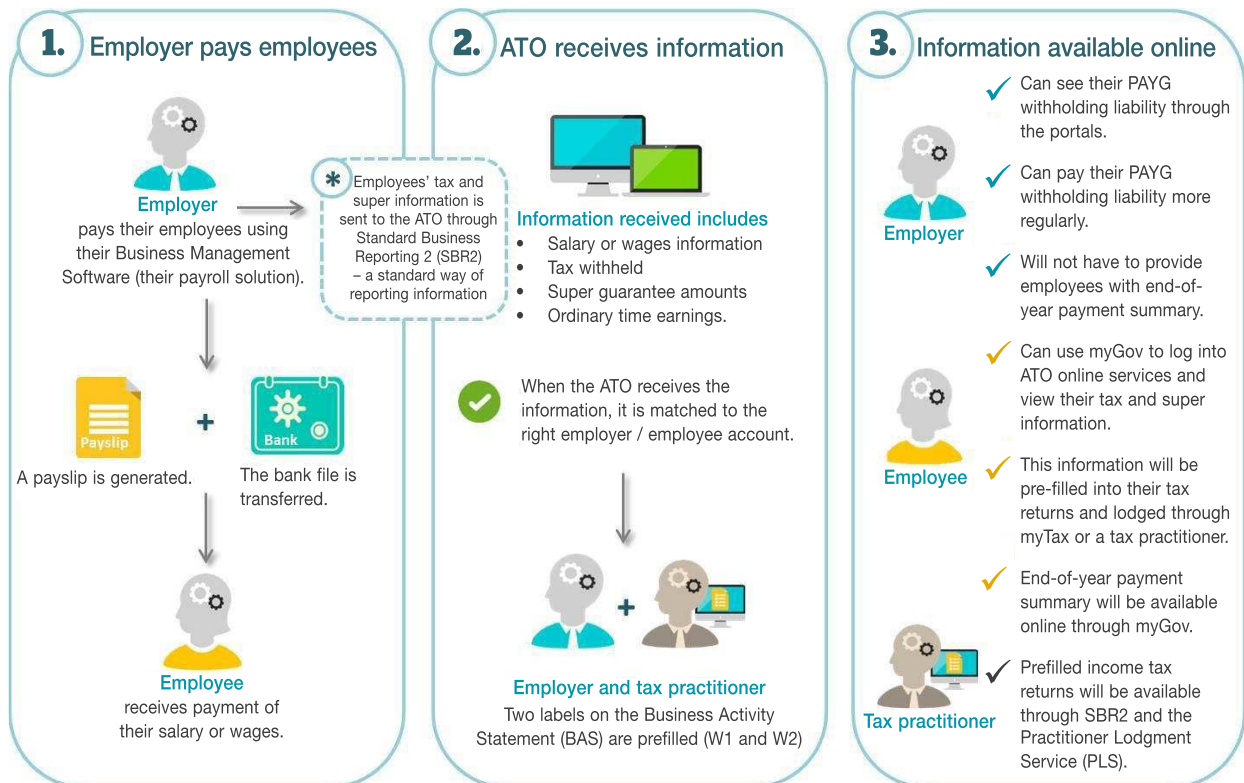 1. Employer pays employees
Employer
pays their employees using
their Business Management
Software (their payroll solution).
*
Employees' tax and
super information is
sent to the ATO through
Standard Business
Reporting 2 (SBR2)
– a standard way of
reporting information
Payslip
+
Bank
A payslip is generated.
The bank file is
transferred.
Employee
receives payment of
their salary or wages.
2. ATO receives information
Information received includes
• Salary or wages information
• Tax withheld
• Super guarantee amounts
• Ordinary time earnings.
When the ATO receives the
information, it is matched to the
right employer / employee account.
+
Employer and tax practitioner
Two labels on the Business Activity
Statement (BAS) are prefilled (W1 and W2)
3. Information available online
Employer
Can see their PAYG
withholding liability through
the portals.
Can pay their PAYG
withholding liability more
regularly.
Will not have to provide
employees with end-of-
year payment summary.
Employee
Can use myGov to log into
ATO online services and
view their tax and super
information.
This information will be
pre-filled into their tax
returns and lodged through
myTax or a tax practitioner.
End-of-year payment
summary will be available
online through myGov.
Tax practitioner
Prefilled income tax
returns will be available
through SBR2 and the
Practitioner Lodgment
Service (PLS).